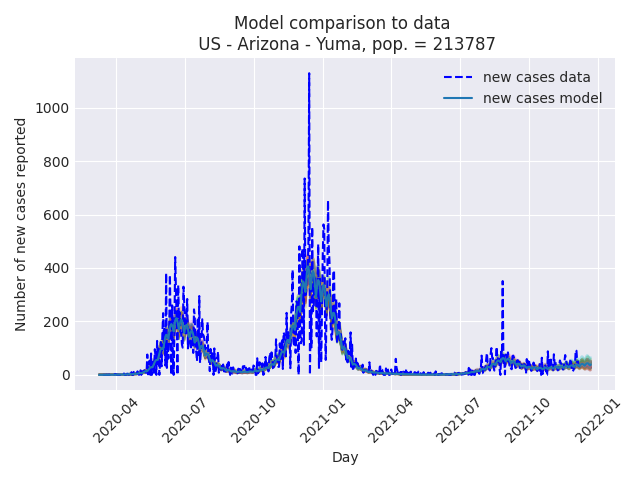 Model comparison to data
US - Arizona - Yuma, pop. = 213787
new cases data
new cases model
Number of new cases reported
1000
800
600
400
200
0
2020-04
2020-07
2020-10
2021-01
2021-04
2021-07
2021-10
2022-01
Day